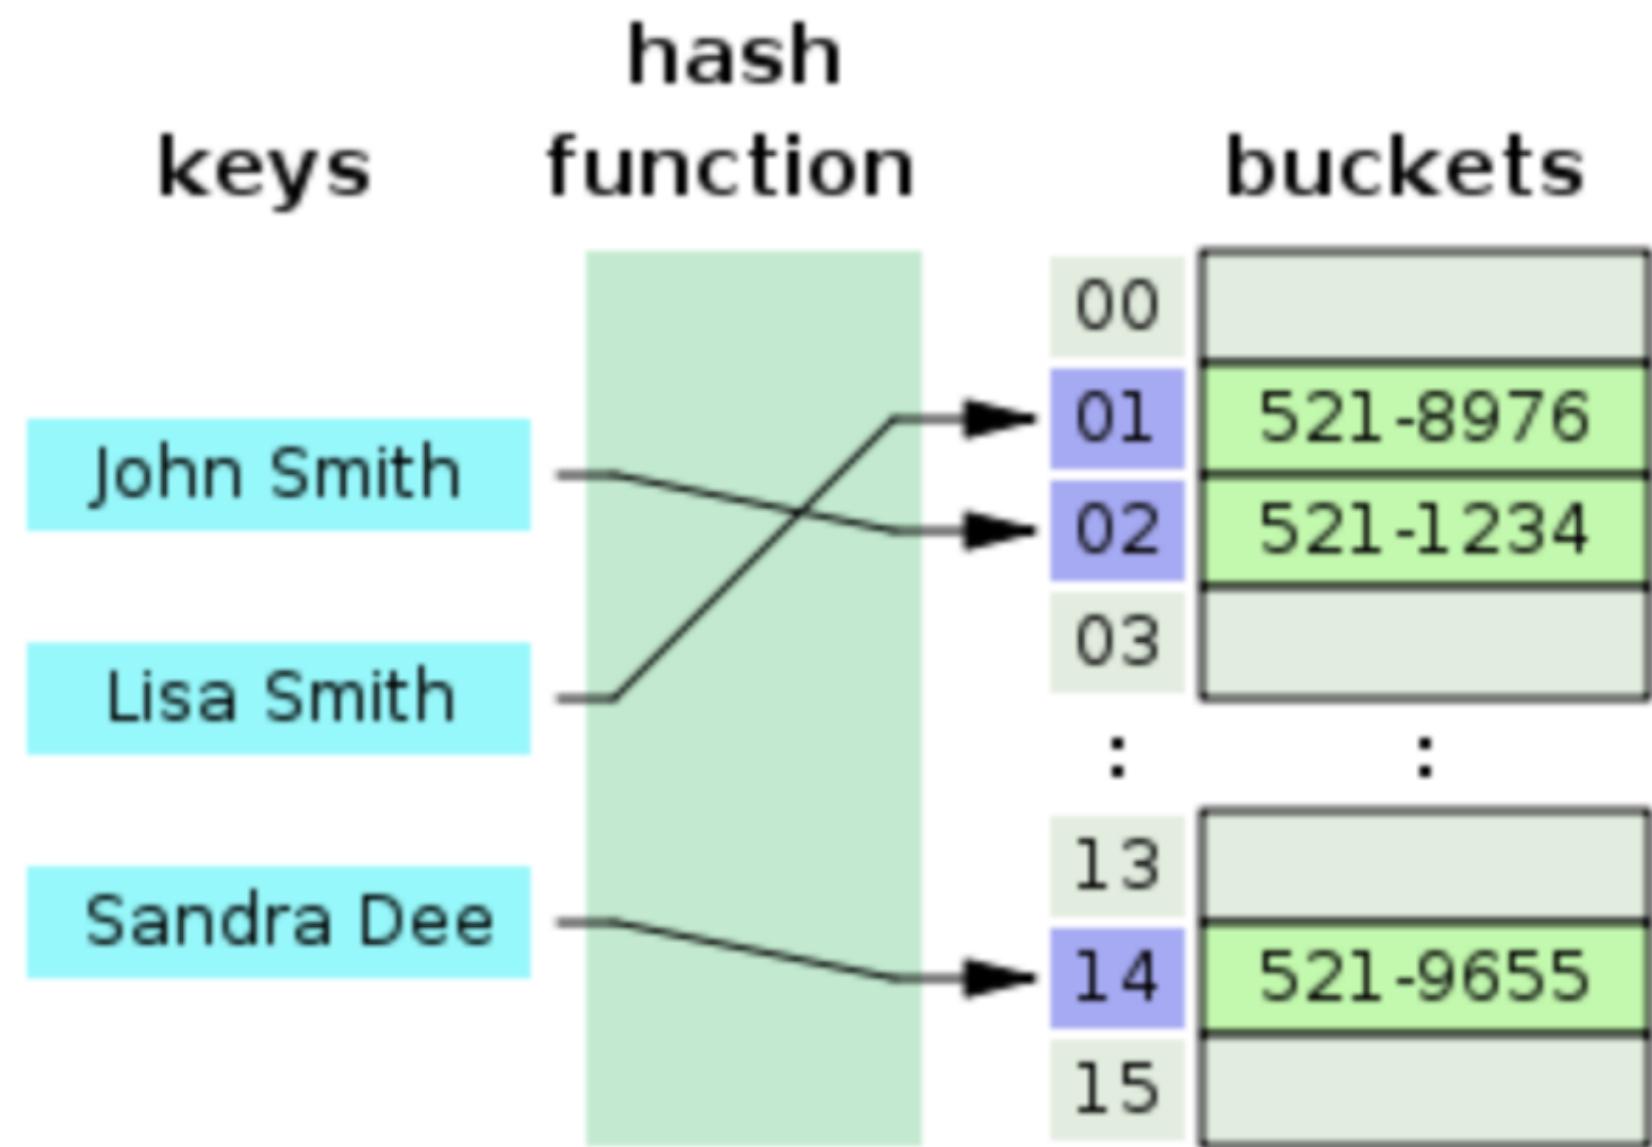 hash
keys function buckets
00
01 521-8976
John Smith
02 521-1234
03
Lisa Smith
: :
13
Sandra Dee
14 521-9655
15